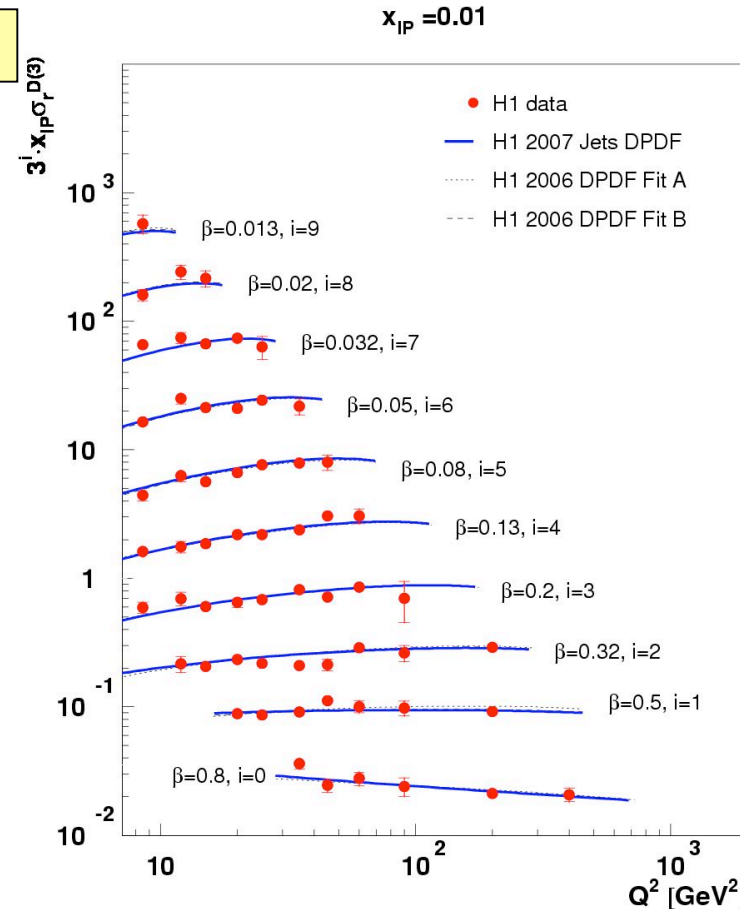 x_IP =0.01
3^i·x_IP σ_r^D(3)
H1 data
H1 2007 Jets DPDF
H1 2006 DPDF Fit A
H1 2006 DPDF Fit B
10^3
β=0.013, i=9
β=0.02, i=8
10^2
β=0.032, i=7
β=0.05, i=6
10
β=0.08, i=5
β=0.13, i=4
1
β=0.2, i=3
β=0.32, i=2
10^-1
β=0.5, i=1
β=0.8, i=0
10^-2
10 10^2 10^3
Q^2 [GeV^2